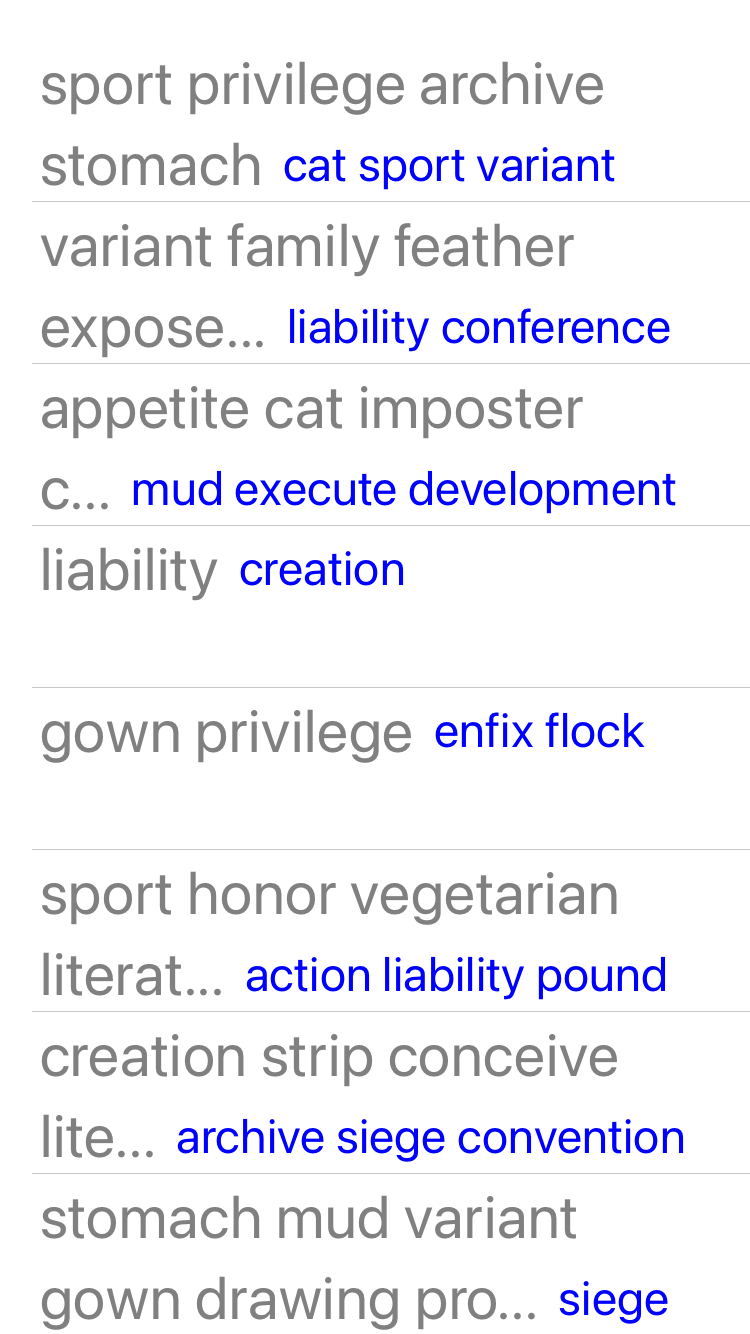 sport privilege archive
stomach cat sport variant
variant family feather
expose... liability conference
appetite cat imposter
c... mud execute development
liability creation
gown privilege enfix flock
sport honor vegetarian
literat... action liability pound
creation strip conceive
lite... archive siege convention
stomach mud variant
gown drawing pro... siege